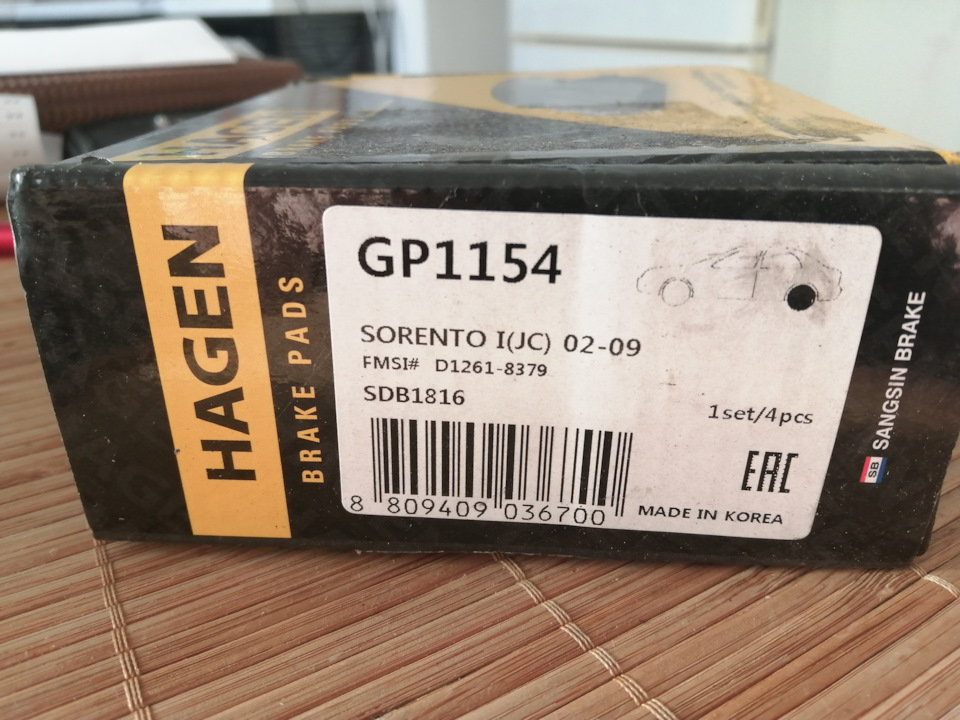 HAGEN
BRAKE PADS
GP1154
SORENTO I(JC) 02-09
FMSI# D1261-8379
SDB1816
1set/4pcs
8 809409 036700
EAC
MADE IN KOREA
SB SANGSIN BRAKE